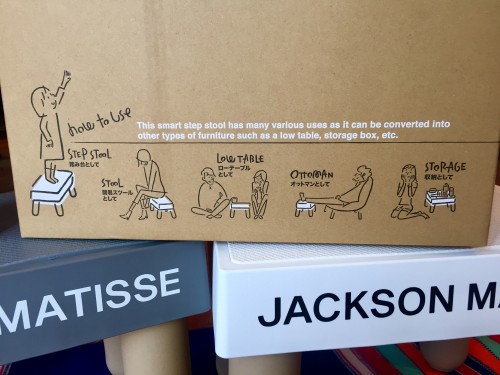 how to Use
This smart step stool has many various uses as it can be converted into
other types of furniture such as a low table, storage box, etc.
STEP STOOL
踏み台として
STOOL
簡易スツール
として
LOW TABLE
ローテーブル
として
OTTOMAN
オットマンとして
STORAGE
収納として
MATISSE
JACKSON MA